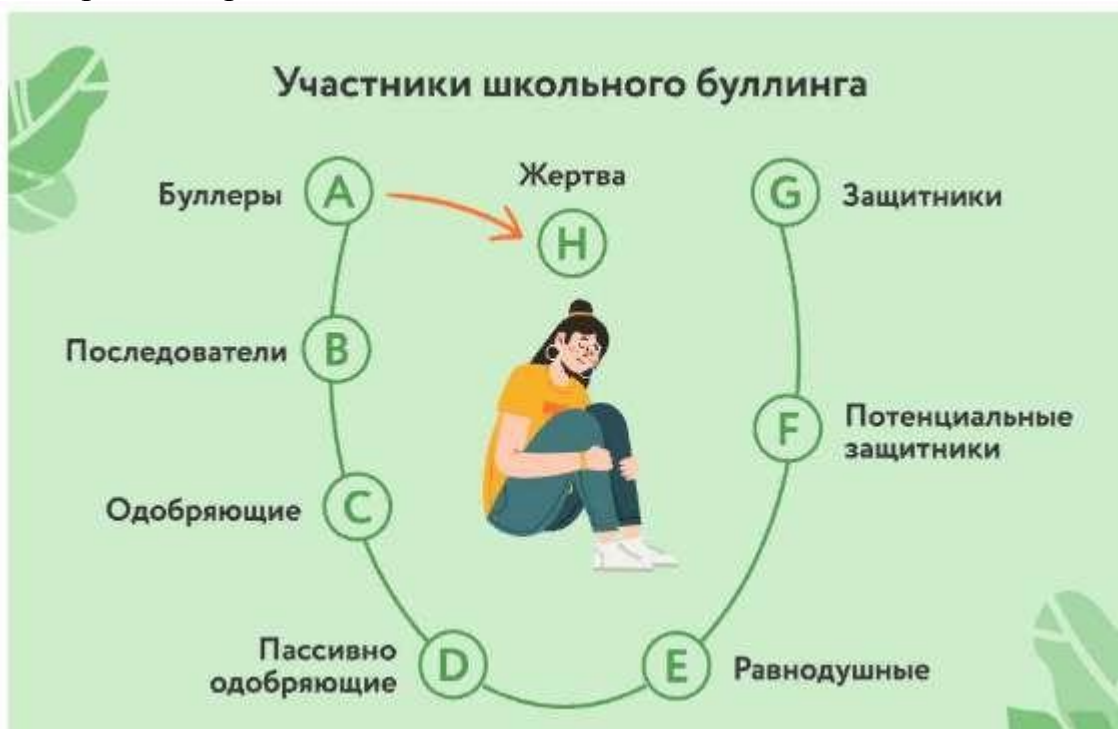 Участники школьного буллинга
Буллеры
A
Жертва
H
G
Защитники
Последователи
B
F
Потенциальные
защитники
Одобряющие
C
Пассивно
одобряющие
D
E
Равнодушные